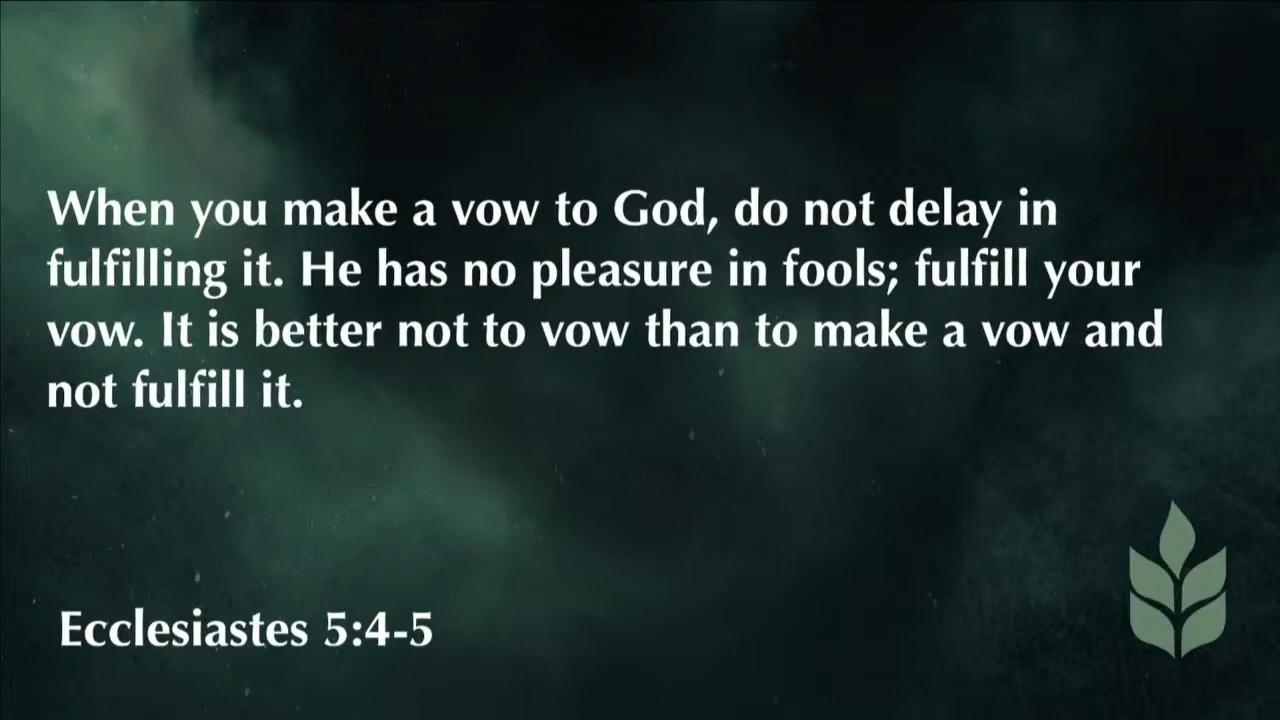 When you make a vow to God, do not delay in
fulfilling it. He has no pleasure in fools; fulfill your
vow. It is better not to vow than to make a vow and
not fulfill it.
Ecclesiastes 5:4-5